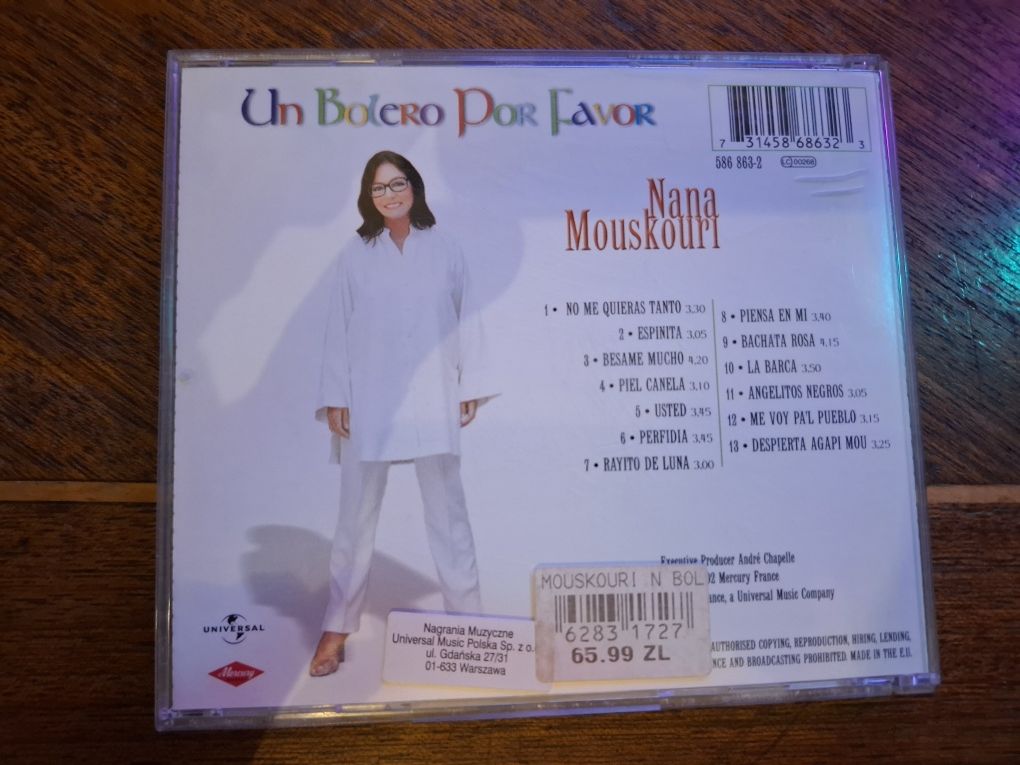 Un Bolero Por Favor
7 31458 68632 3
586 863-2 LC 00268
Nana
Mouskouri
1 • NO ME QUIERAS TANTO 3,30
2 • ESPINITA 3,05
3 • BESAME MUCHO 4,20
4 • PIEL CANELA 3,10
5 • USTED 3,45
6 • PERFIDIA 3,45
7 • RAYITO DE LUNA 3,00
8 • PIENSA EN MI 3,40
9 • BACHATA ROSA 4,15
10 • LA BARCA 3,50
11 • ANGELITOS NEGROS 3,05
12 • ME VOY PA'L PUEBLO 3,15
13 • DESPIERTA AGAPI MOU 3,25
Executive Producer André Chapelle
2 Mercury France
ance, a Universal Music Company
AUTHORISED COPYING, REPRODUCTION, HIRING, LENDING,
NCE AND BROADCASTING PROHIBITED. MADE IN THE E.U.
UNIVERSAL
Mercury
Nagrania Muzyczne
Universal Music Polska Sp. z o.
ul. Gdańska 27/31
01-633 Warszawa
MOUSKOURI N BOL
6283 1727
65.99 ZL